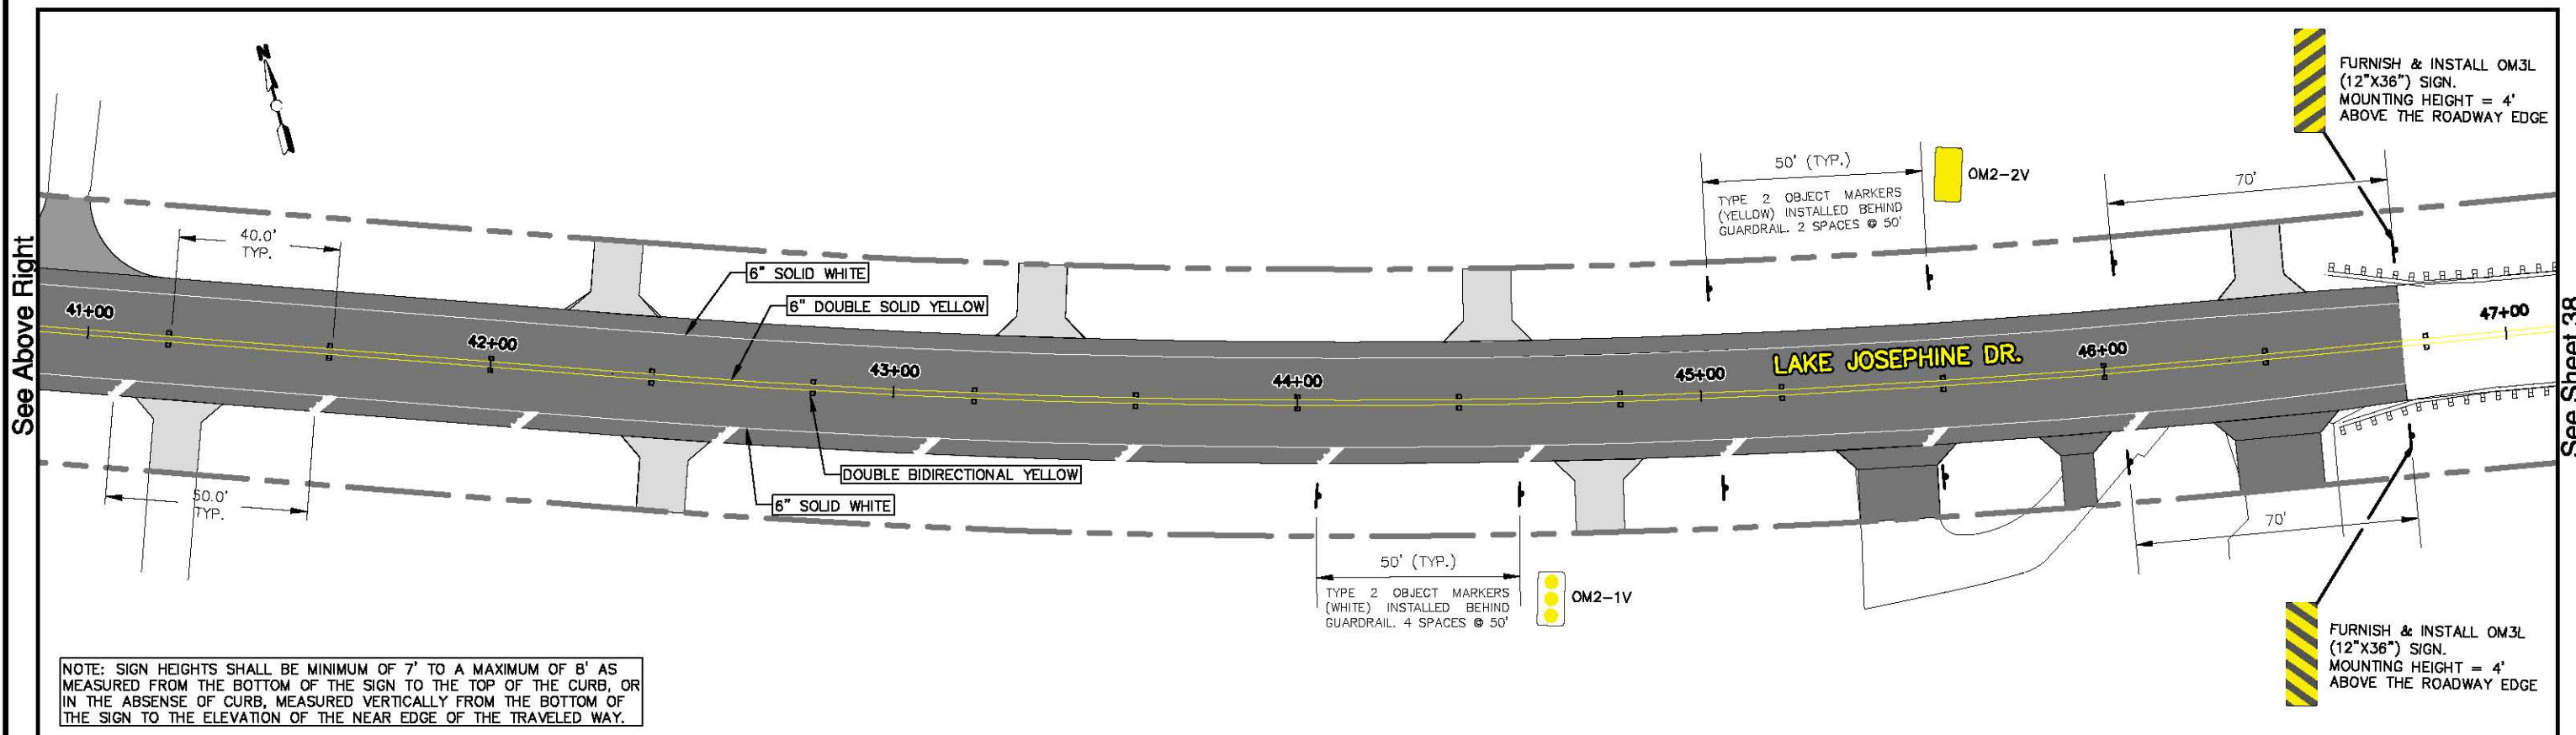 N
FURNISH & INSTALL OM3L
(12"X36") SIGN.
MOUNTING HEIGHT = 4'
ABOVE THE ROADWAY EDGE
50' (TYP.)
OM2-2V
TYPE 2 OBJECT MARKERS
(YELLOW) INSTALLED BEHIND
GUARDRAIL. 2 SPACES @ 50'
70'
See Above Right
40.0'
TYP.
6" SOLID WHITE
6" DOUBLE SOLID YELLOW
41+00
42+00
43+00
44+00
45+00
LAKE JOSEPHINE DR.
46+00
47+00
See Sheet 38
DOUBLE BIDIRECTIONAL YELLOW
6" SOLID WHITE
50.0'
TYP.
70'
50' (TYP.)
TYPE 2 OBJECT MARKERS
(WHITE) INSTALLED BEHIND
GUARDRAIL. 4 SPACES @ 50'
OM2-1V
FURNISH & INSTALL OM3L
(12"X36") SIGN.
MOUNTING HEIGHT = 4'
ABOVE THE ROADWAY EDGE
NOTE: SIGN HEIGHTS SHALL BE MINIMUM OF 7' TO A MAXIMUM OF 8' AS
MEASURED FROM THE BOTTOM OF THE SIGN TO THE TOP OF THE CURB, OR
IN THE ABSENSE OF CURB, MEASURED VERTICALLY FROM THE BOTTOM OF
THE SIGN TO THE ELEVATION OF THE NEAR EDGE OF THE TRAVELED WAY.